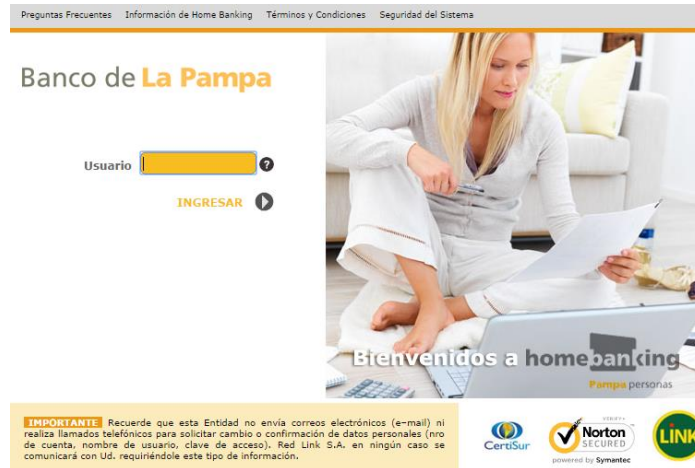 Preguntas Frecuentes Información de Home Banking Términos y Condiciones Seguridad del Sistema
Banco de La Pampa
Usuario ?
INGRESAR
Bienvenidos a homebanking
Pampa personas
IMPORTANTE Recuerde que esta Entidad no envía correos electrónicos (e-mail) ni
realiza llamados telefónicos para solicitar cambio o confirmación de datos personales (nro
de cuenta, nombre de usuario, clave de acceso). Red Link S.A. en ningún caso se
comunicará con Ud. requiriéndole este tipo de información.
CertiSur
Norton
SECURED
powered by Symantec
LINK